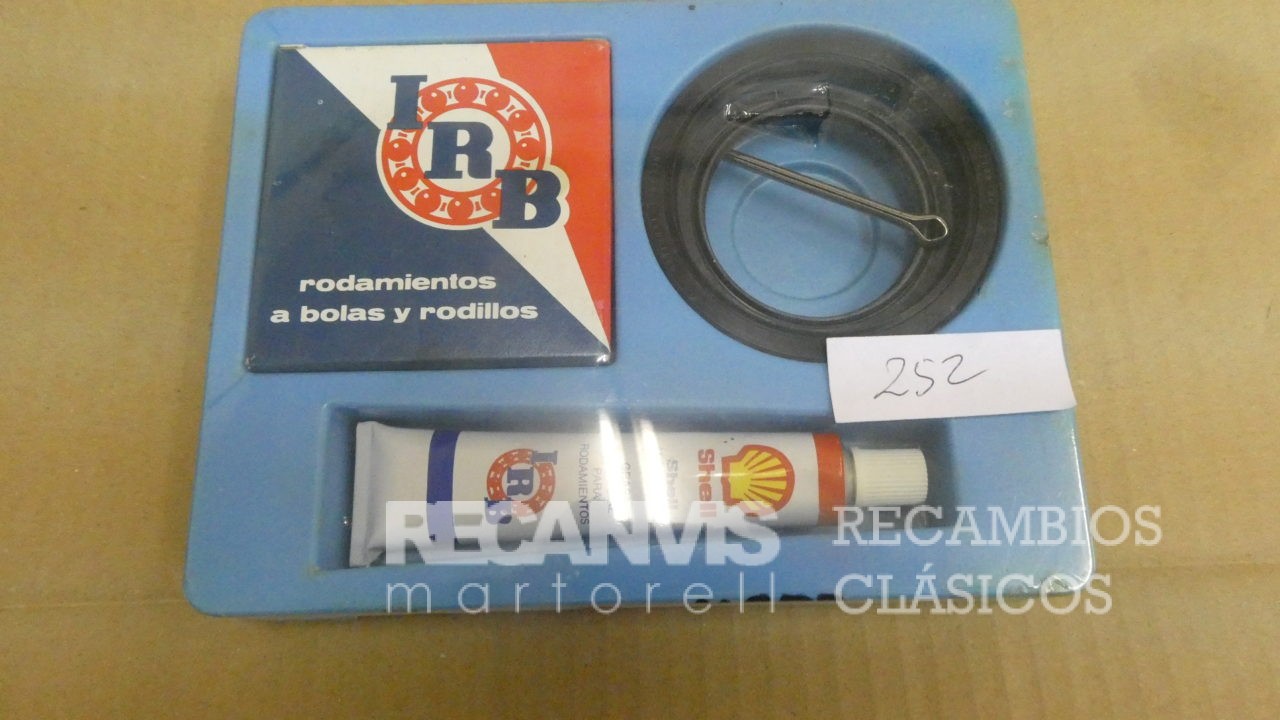 IRB
rodamientos
a bolas y rodillos
252
IRB
PARA
RODAMIENTOS
Shell
Shell
RECANVIS
martorell
RECAMBIOS
CLÁSICOS